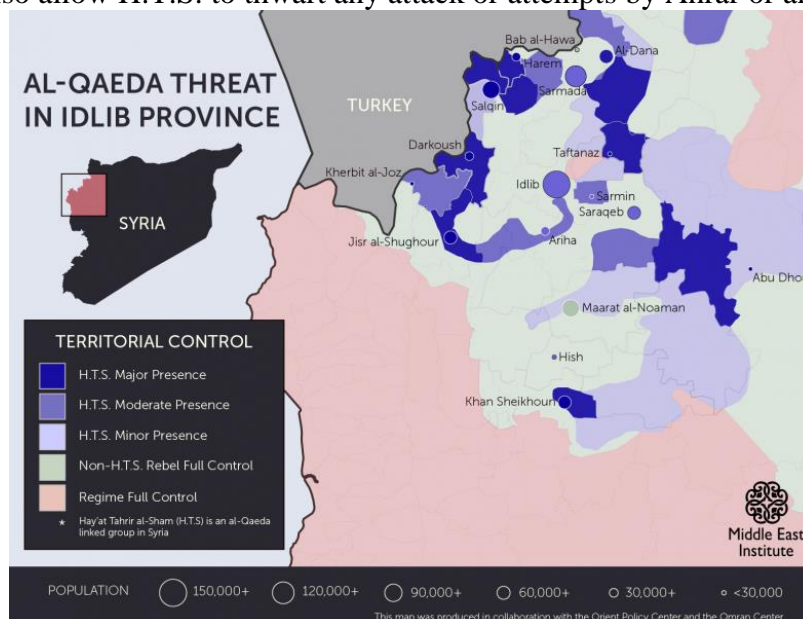 so allow H.T.S. to thwart any attack or attempts by Ahrar or
Bab al-Hawa
Al-Dana
Harem
AL-QAEDA THREAT
IN IDLIB PROVINCE
TURKEY
Sarmada
Salqin
Darkoush
Taftanaz
Kherbit al-Joz
Idlib
Sarmin
Saraqeb
SYRIA
Jisr al-Shughour
Ariha
Abu Dho
Maarat al-Noaman
TERRITORIAL CONTROL
H.T.S. Major Presence
Hish
H.T.S. Moderate Presence
Khan Sheikhoun
H.T.S. Minor Presence
Non-H.T.S. Rebel Full Control
Regime Full Control
* Hay'at Tahrir al-Sham (H.T.S) is an al-Qaeda
linked group in Syria
Middle East
Institute
POPULATION 150,000+ 120,000+ 90,000+ 60,000+ 30,000+ <30,000
This map was produced in collaboration with the Orient Policy Center and the Omran Center